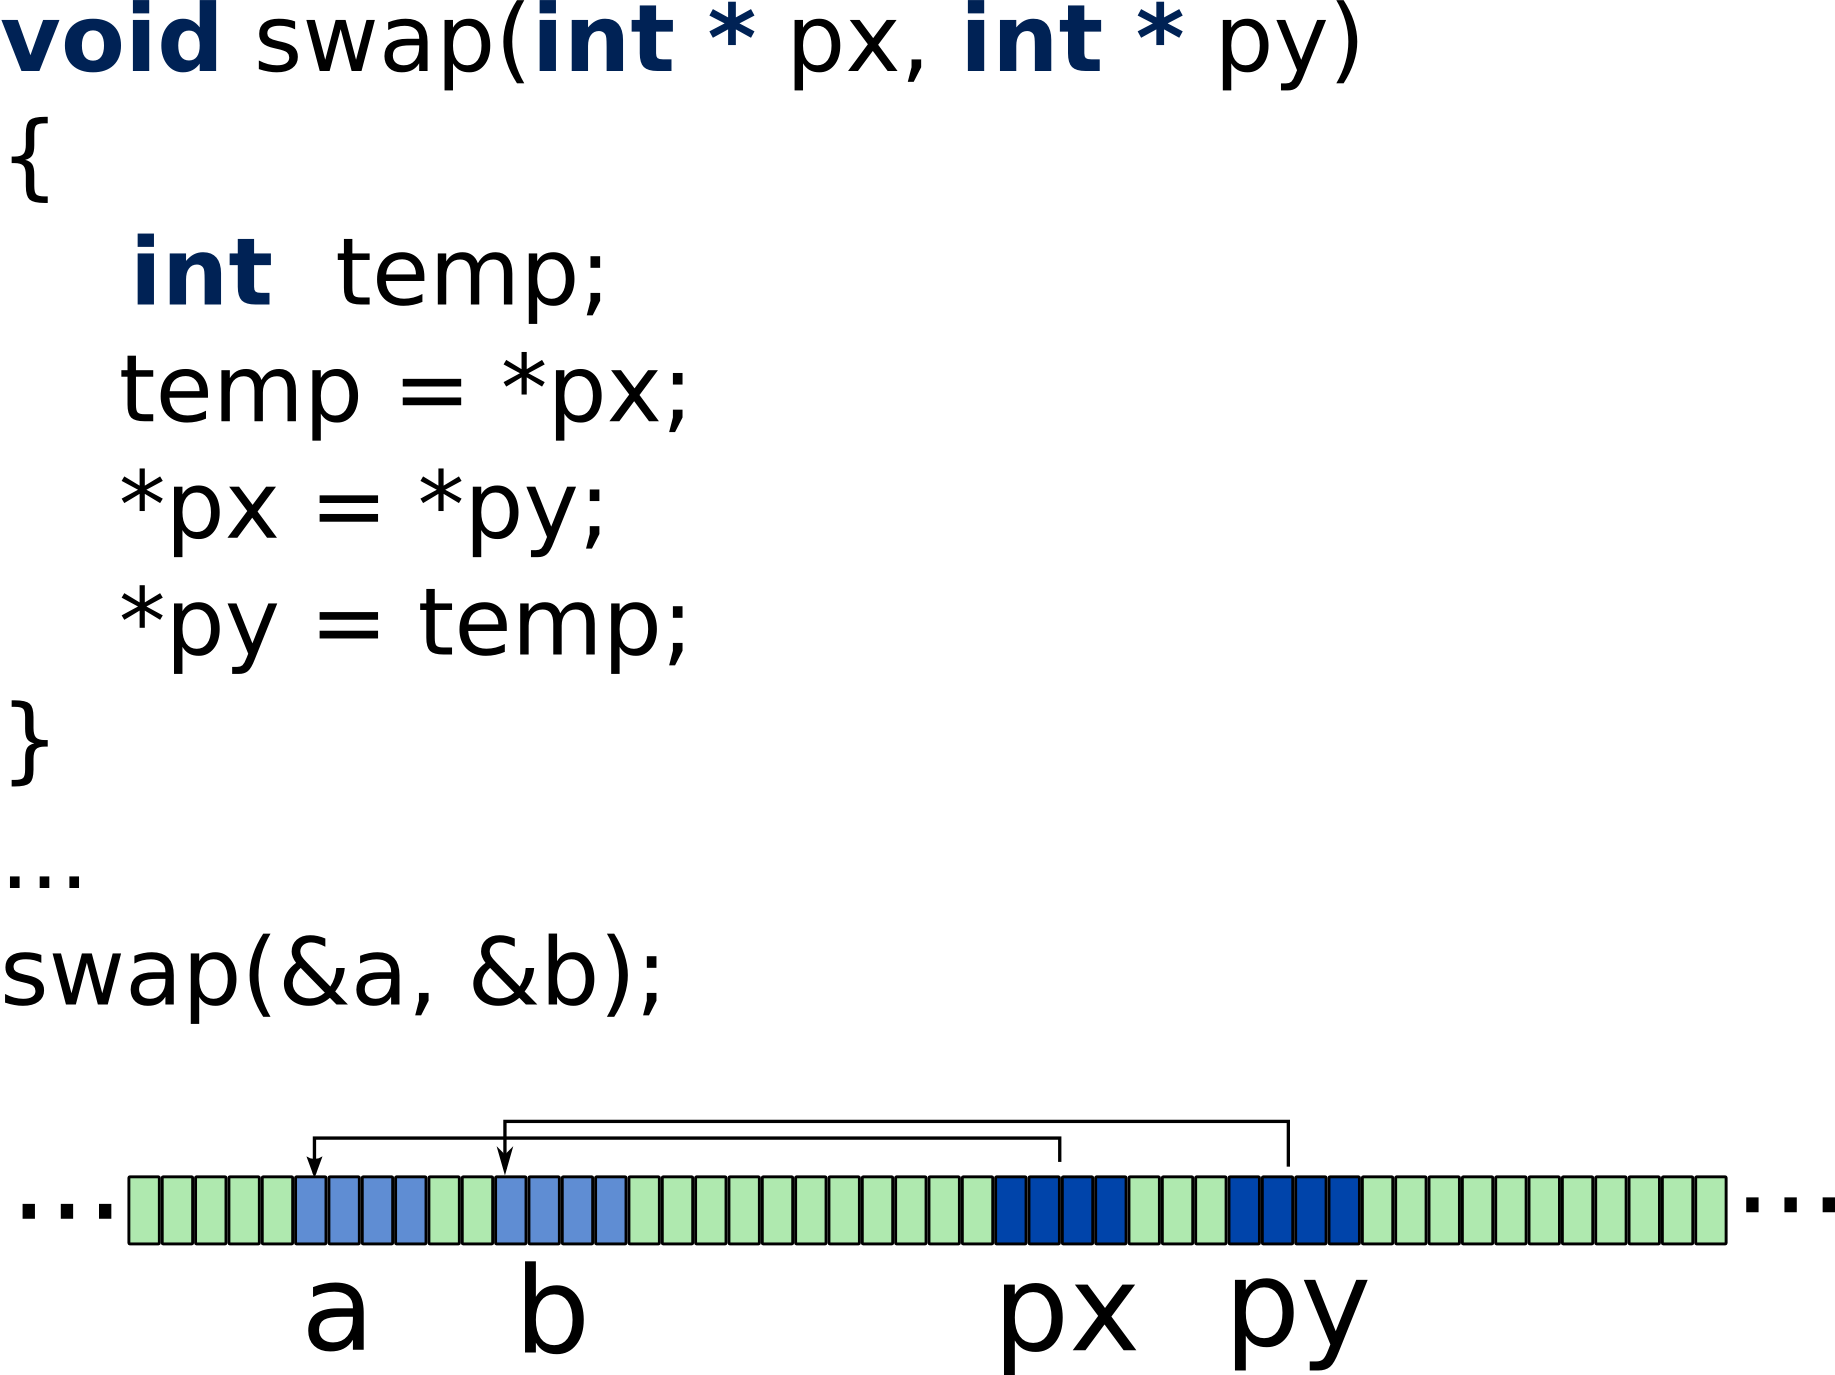 void swap(int * px, int * py)
{
int temp;
temp = *px;
*px = *py;
*py = temp;
}
...
swap(&a, &b);
... ...
a b px py